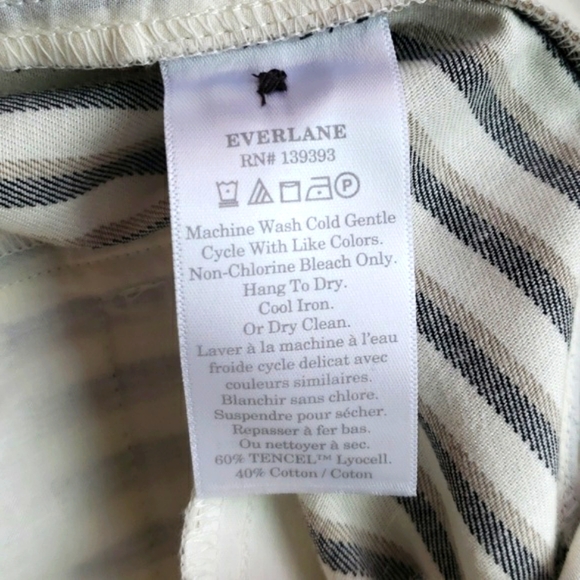 EVERLANE
RN# 139393
P
Machine Wash Cold Gentle
Cycle With Like Colors.
Non-Chlorine Bleach Only.
Hang To Dry.
Cool Iron.
Or Dry Clean.
Laver à la machine à l'eau
froide cycle delicat avec
couleurs similaires.
Blanchir sans chlore.
Suspendre pour sécher.
Repasser à fer bas.
Ou nettoyer à sec.
60% TENCEL™ Lyocell.
40% Cotton / Coton